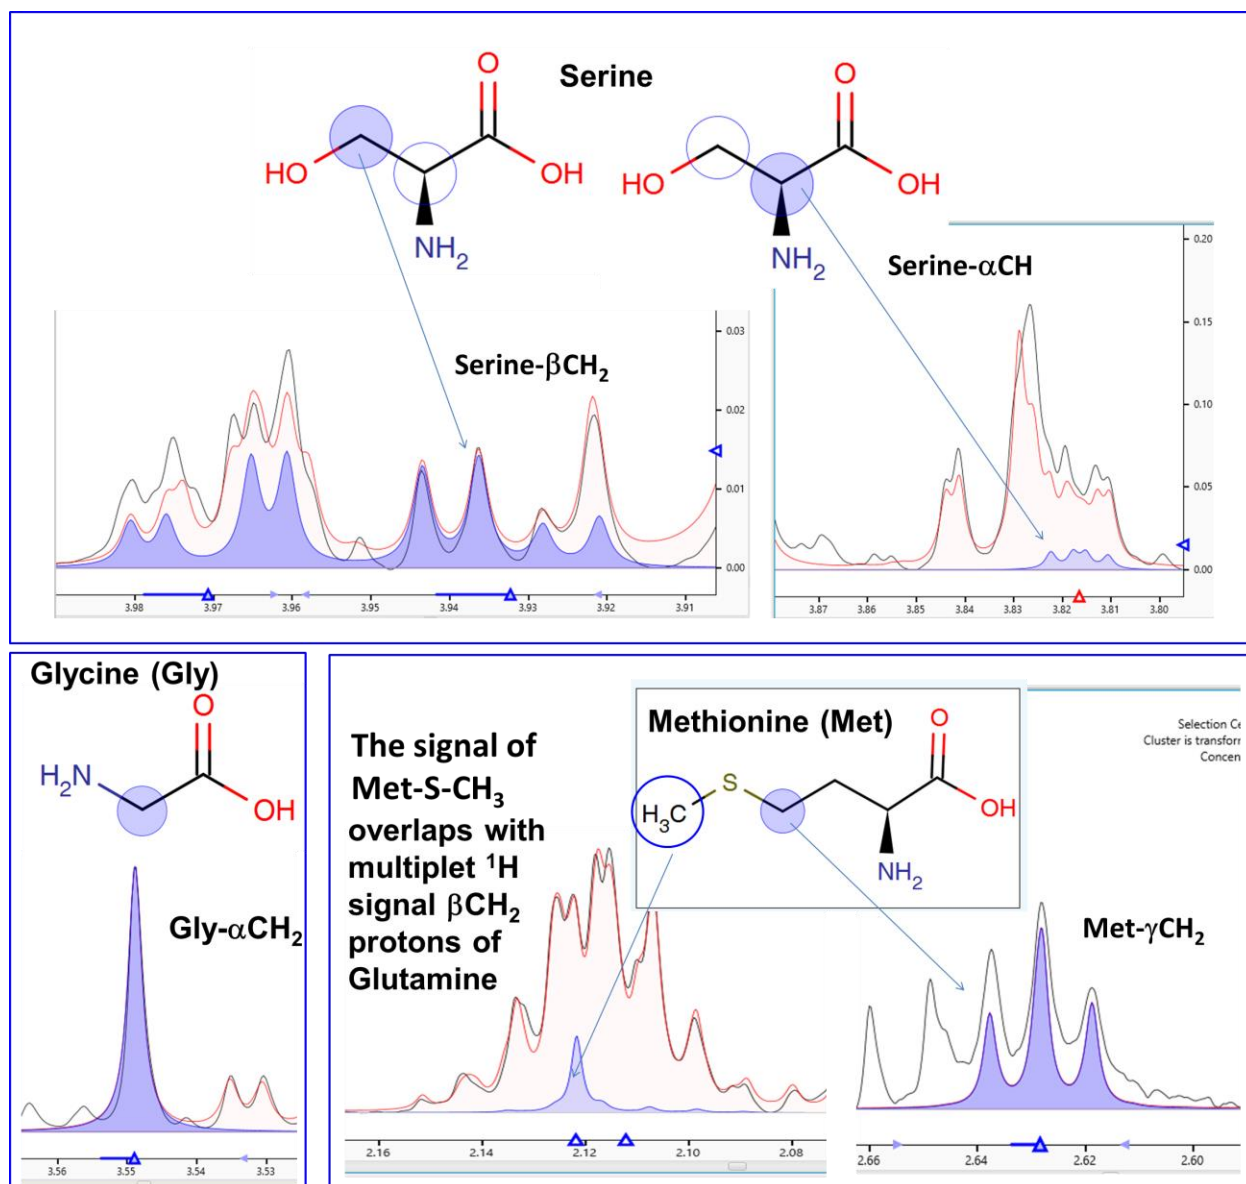 Serine
O
HO
OH
NH2
O
HO
OH
NH2
Serine-βCH2
0.03
0.02
0.01
0.00
3.98 3.97 3.96 3.95 3.94 3.93 3.92 3.91
Serine-αCH
0.20
0.15
0.10
0.05
0.00
3.87 3.86 3.85 3.84 3.83 3.82 3.81 3.80
Glycine (Gly)
O
H2N
OH
Gly-αCH2
3.56 3.55 3.54 3.53
The signal of
Met-S-CH3
overlaps with
multiplet 1H
signal βCH2
protons of
Glutamine
2.16 2.14 2.12 2.10 2.08
Methionine (Met)
O
S
H3C
OH
NH2
Selection Ce
Cluster is transforn
Concen
Met-γCH2
2.66 2.64 2.62 2.60